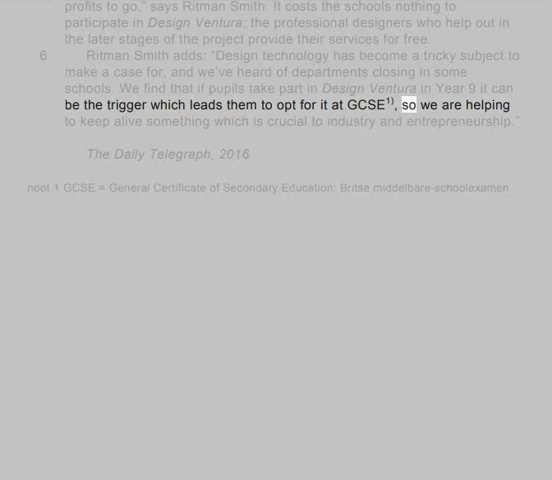 profits to go,” says Ritman Smith. It costs the schools nothing to
participate in Design Ventura; the professional designers who help out in
the later stages of the project provide their services for free.
6 Ritman Smith adds: “Design technology has become a tricky subject to
make a case for, and we’ve heard of departments closing in some
schools. We find that if pupils take part in Design Ventura in Year 9 it can
be the trigger which leads them to opt for it at GCSE1), so we are helping
to keep alive something which is crucial to industry and entrepreneurship.”
The Daily Telegraph, 2016
noot 1 GCSE = General Certificate of Secondary Education: Britse middelbare-schoolexamen.